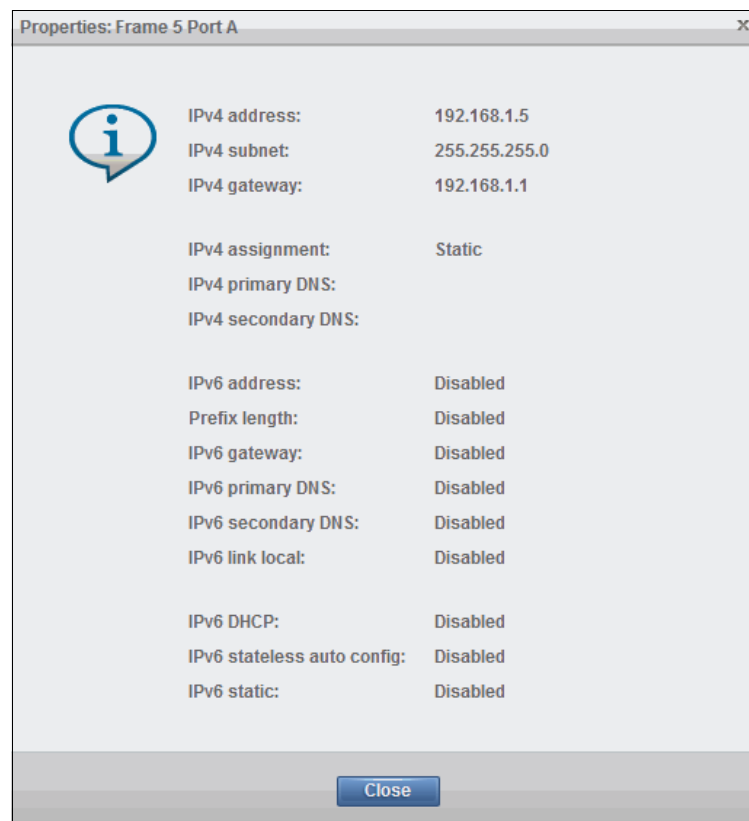 Properties: Frame 5 Port A x
i
IPv4 address: 192.168.1.5
IPv4 subnet: 255.255.255.0
IPv4 gateway: 192.168.1.1
IPv4 assignment: Static
IPv4 primary DNS:
IPv4 secondary DNS:
IPv6 address: Disabled
Prefix length: Disabled
IPv6 gateway: Disabled
IPv6 primary DNS: Disabled
IPv6 secondary DNS: Disabled
IPv6 link local: Disabled
IPv6 DHCP: Disabled
IPv6 stateless auto config: Disabled
IPv6 static: Disabled
Close